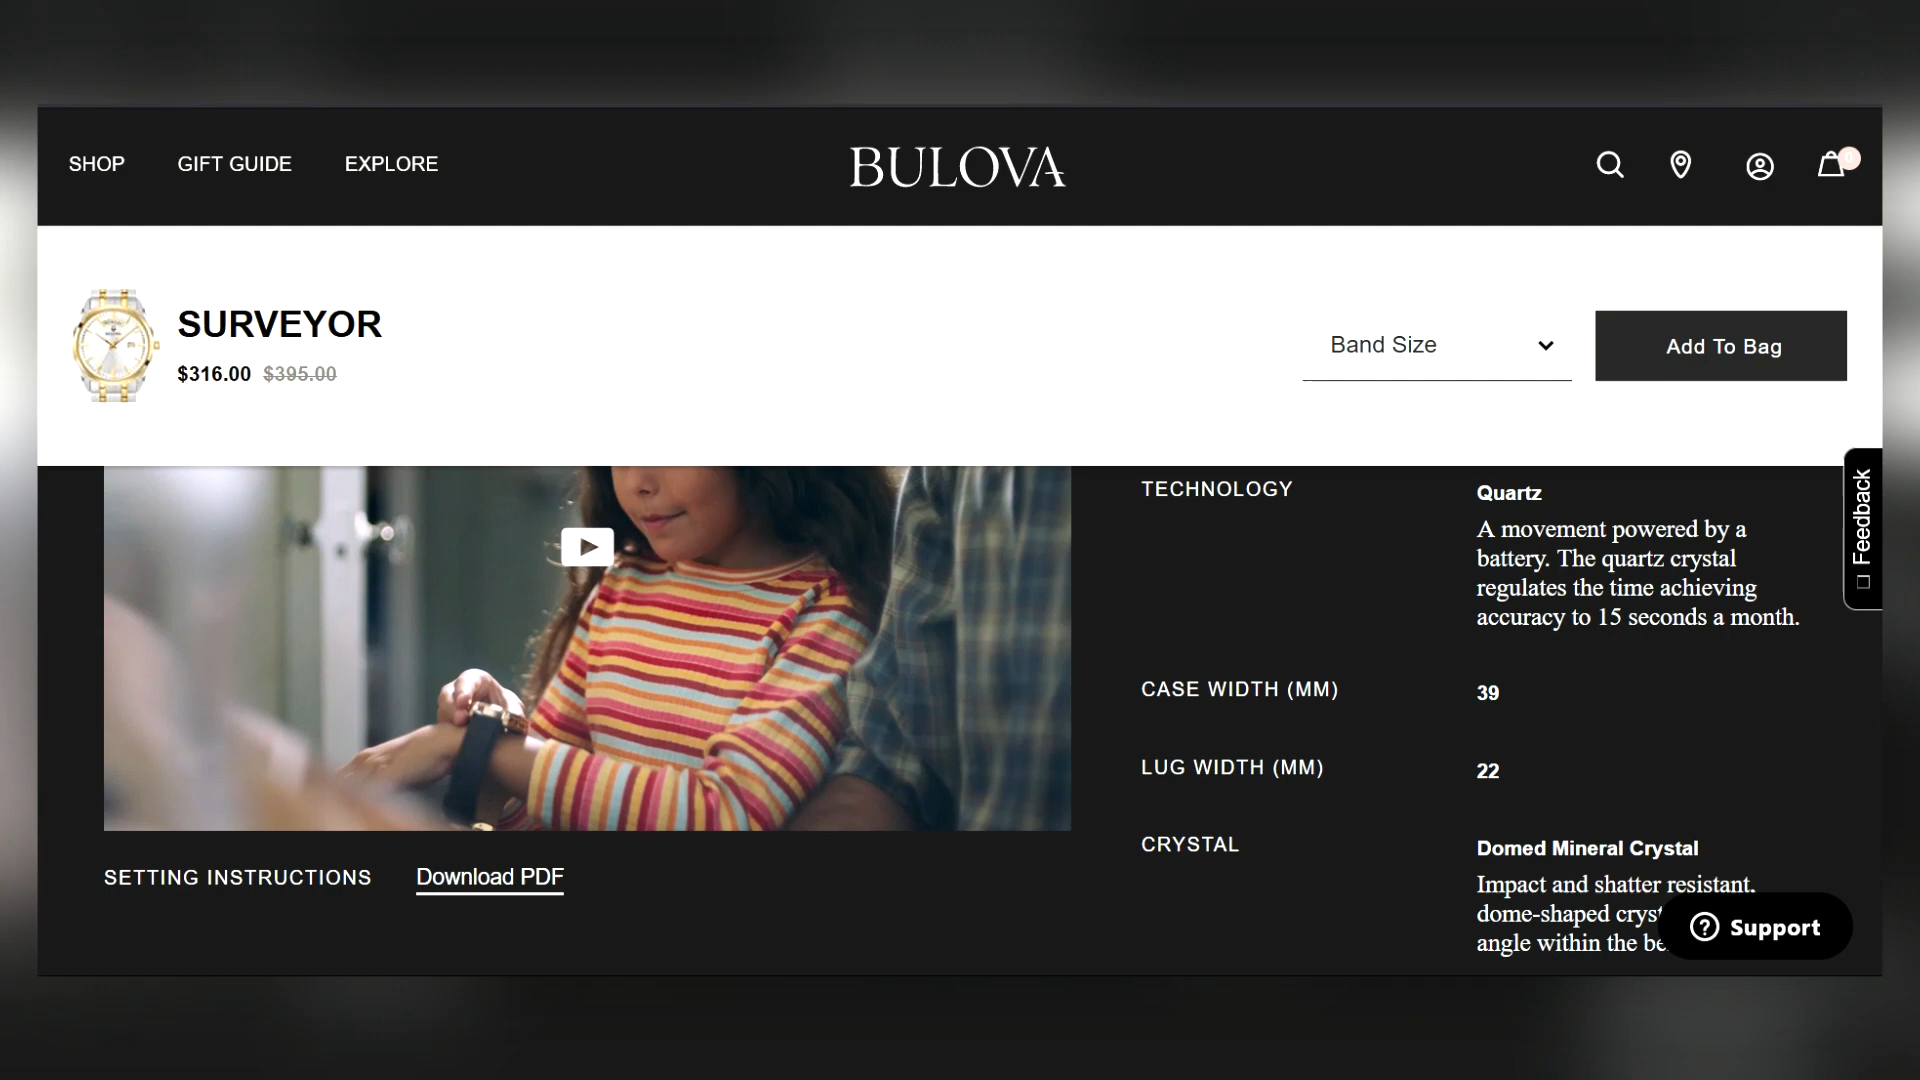 SHOP GIFT GUIDE EXPLORE BULOVA 0
SURVEYOR
$316.00 $395.00
Band Size
Add To Bag
TECHNOLOGY
Quartz
A movement powered by a
battery. The quartz crystal
regulates the time achieving
accuracy to 15 seconds a month.
Feedback
CASE WIDTH (MM) 39
LUG WIDTH (MM) 22
CRYSTAL
Domed Mineral Crystal
Impact and shatter resistant,
dome-shaped
angle within the
SETTING INSTRUCTIONS Download PDF
Support